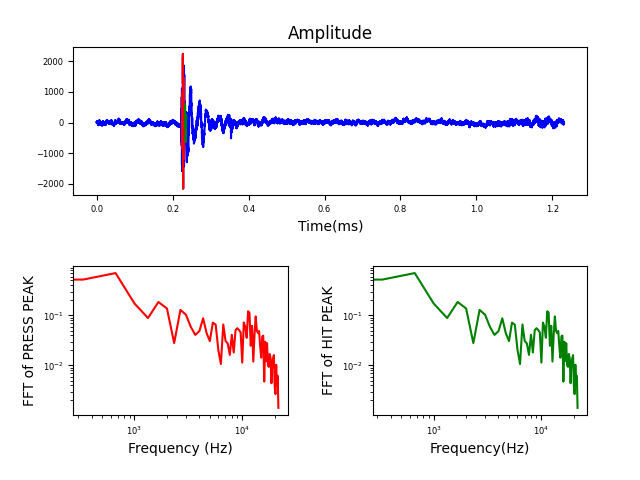 Amplitude
2000
1000
0
−1000
−2000
0.0 0.2 0.4 0.6 0.8 1.0 1.2
Time(ms)
FFT of PRESS PEAK
10⁻¹
10⁻²
10³ 10⁴
Frequency (Hz)
FFT of HIT PEAK
10⁻¹
10⁻²
10³ 10⁴
Frequency(Hz)